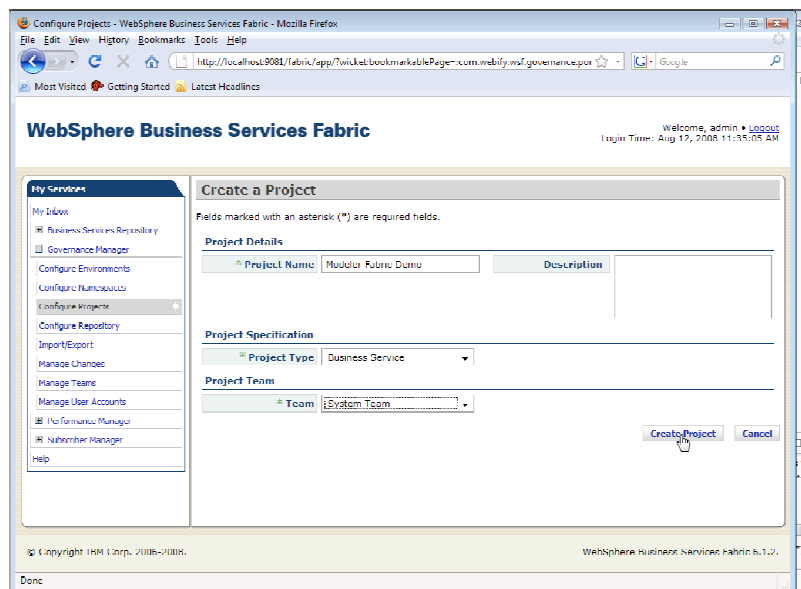 Configure Projects - WebSphere Business Services Fabric - Mozilla Firefox
File Edit View History Bookmarks Tools Help
http://localhost:9081/fabric/app/?wicket:bookmarkablePage=:com.webify.wsf.governance.por
Google
Most Visited Getting Started Latest Headlines
WebSphere Business Services Fabric
Welcome, admin • Logout
Login Time: Aug 12, 2008 11:35:05 AM
My Services
My Inbox
Business Services Repository
Governance Manager
Configure Environments
Configure Namespaces
Configure Projects
Configure Repository
Import/Export
Manage Changes
Manage Teams
Manage User Accounts
Performance Manager
Subscriber Manager
Help
Create a Project
Fields marked with an asterisk (*) are required fields.
Project Details
* Project Name Modeler Fabric Demo
Description
Project Specification
* Project Type Business Service
Project Team
* Team System Team
Create Project Cancel
© Copyright IBM Corp. 2006-2008.
WebSphere Business Services Fabric 6.1.2.
Done